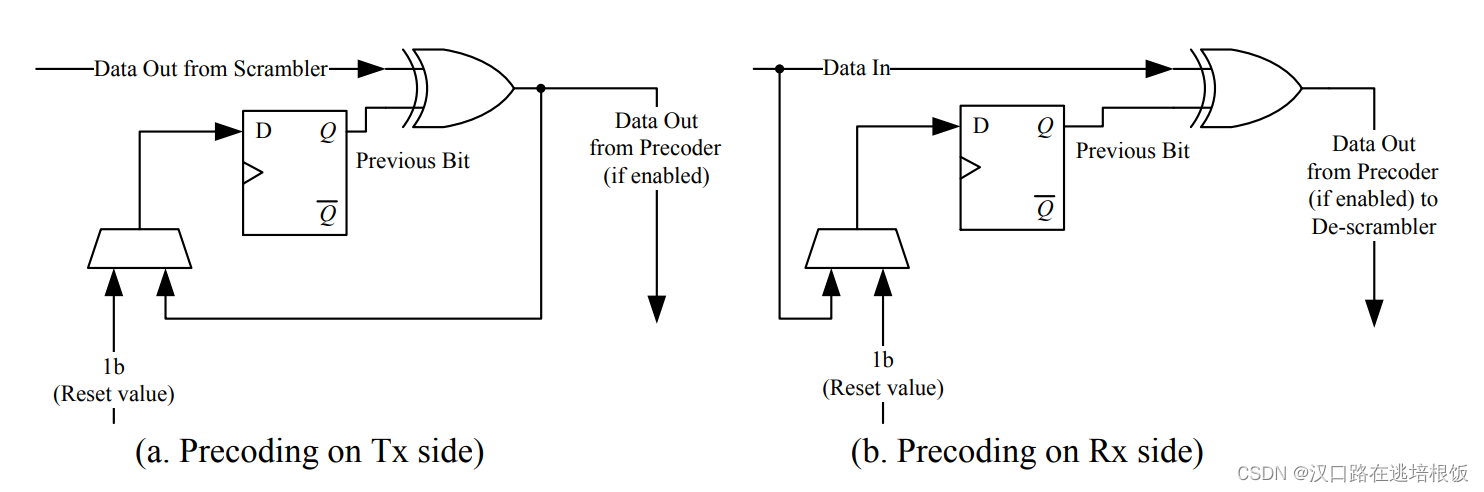 Data Out from Scrambler
D Q
Previous Bit
Q
Data Out
from Precoder
(if enabled)
1b
(Reset value)
(a. Precoding on Tx side)
Data In
D Q
Previous Bit
Q
Data Out
from Precoder
(if enabled) to
De-scrambler
1b
(Reset value)
(b. Precoding on Rx side)
CSDN @汉口路在逃培根饭